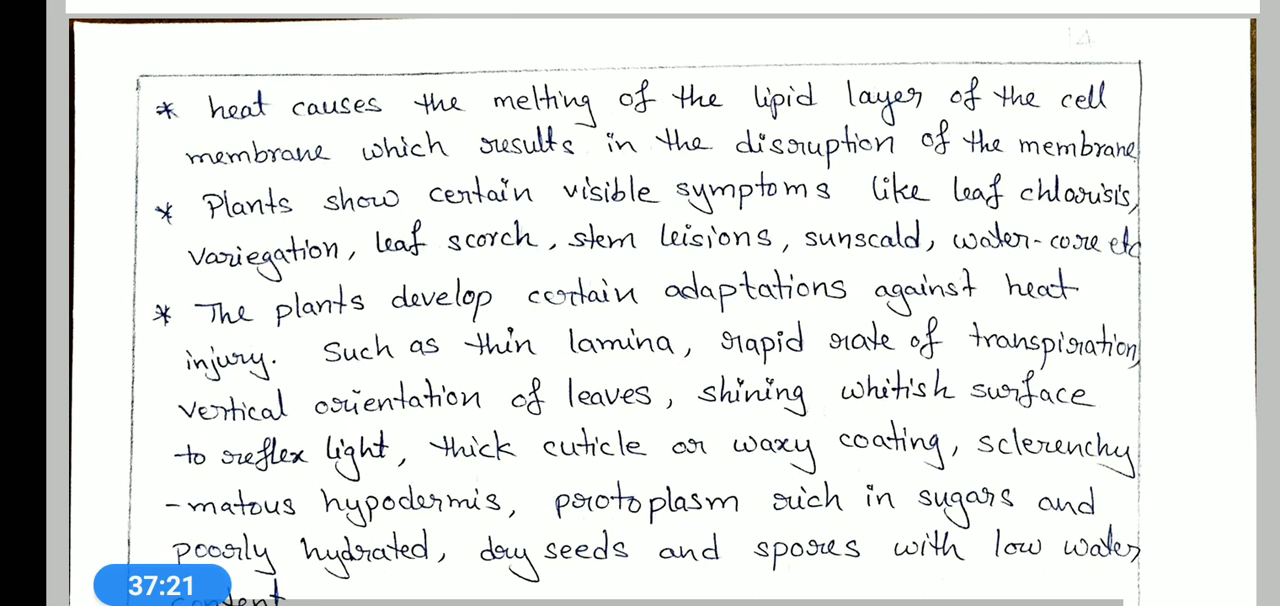 * heat causes the melting of the lipid layer of the cell
membrane which results in the disruption of the membrane
* Plants show certain visible symptoms like leaf chlorisis,
variegation, leaf scorch, stem leisions, sunscald, water-core etc
* The plants develop certain adaptations against heat
injury. Such as thin lamina, rapid rate of transpiration,
vertical orientation of leaves, shining whitish surface
to reflex light, thick cuticle or waxy coating, sclerenchy
-matous hypodermis, protoplasm rich in sugars and
poorly hydrated, dry seeds and spores with low water
content
37:21